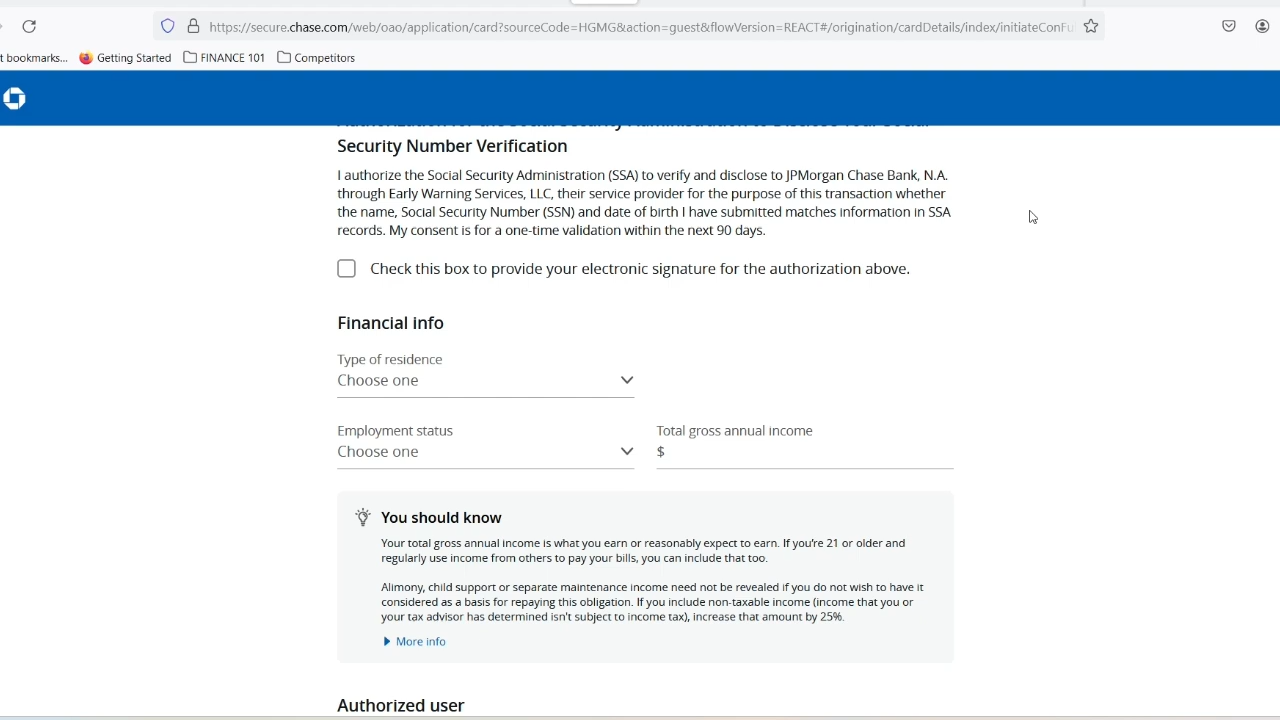 https://secure.chase.com/web/oao/application/card?sourceCode=HGMG&action=guest&flowVersion=REACT#/origination/cardDetails/index/initiateConFu
t bookmarks... Getting Started FINANCE 101 Competitors
Authorization for the Social Security Administration to Disclose Your Social
Security Number Verification
I authorize the Social Security Administration (SSA) to verify and disclose to JPMorgan Chase Bank, N.A.
through Early Warning Services, LLC, their service provider for the purpose of this transaction whether
the name, Social Security Number (SSN) and date of birth I have submitted matches information in SSA
records. My consent is for a one-time validation within the next 90 days.
Check this box to provide your electronic signature for the authorization above.
Financial info
Type of residence
Choose one
Employment status Total gross annual income
Choose one $
You should know
Your total gross annual income is what you earn or reasonably expect to earn. If you're 21 or older and
regularly use income from others to pay your bills, you can include that too.
Alimony, child support or separate maintenance income need not be revealed if you do not wish to have it
considered as a basis for repaying this obligation. If you include non-taxable income (income that you or
your tax advisor has determined isn't subject to income tax), increase that amount by 25%.
More info
Authorized user